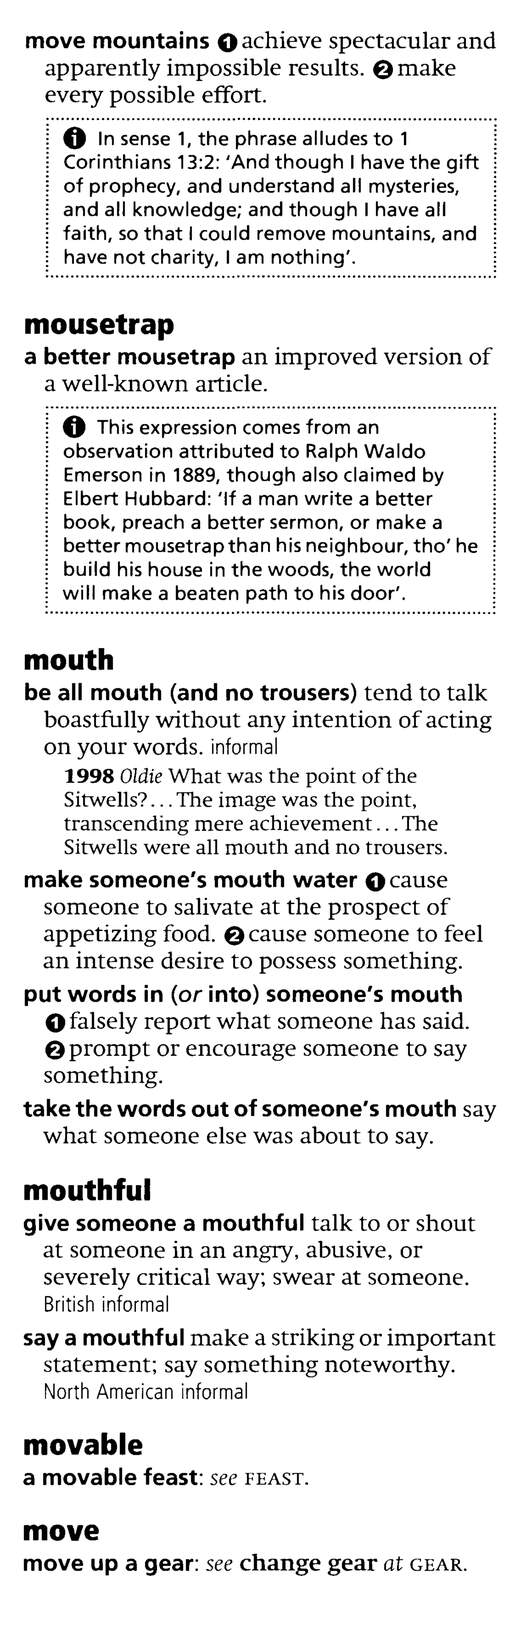 move mountains ❶ achieve spectacular and
apparently impossible results. ❷ make
every possible effort.
In sense 1, the phrase alludes to 1
Corinthians 13:2: ‘And though I have the gift
of prophecy, and understand all mysteries,
and all knowledge; and though I have all
faith, so that I could remove mountains, and
have not charity, I am nothing’.
mousetrap
a better mousetrap an improved version of
a well-known article.
This expression comes from an
observation attributed to Ralph Waldo
Emerson in 1889, though also claimed by
Elbert Hubbard: ‘If a man write a better
book, preach a better sermon, or make a
better mousetrap than his neighbour, tho’ he
build his house in the woods, the world
will make a beaten path to his door’.
mouth
be all mouth (and no trousers) tend to talk
boastfully without any intention of acting
on your words. informal
1998 Oldie What was the point of the
Sitwells?...The image was the point,
transcending mere achievement...The
Sitwells were all mouth and no trousers.
make someone’s mouth water ❶ cause
someone to salivate at the prospect of
appetizing food. ❷ cause someone to feel
an intense desire to possess something.
put words in (or into) someone’s mouth
❶ falsely report what someone has said.
❷ prompt or encourage someone to say
something.
take the words out of someone’s mouth say
what someone else was about to say.
mouthful
give someone a mouthful talk to or shout
at someone in an angry, abusive, or
severely critical way; swear at someone.
British informal
say a mouthful make a striking or important
statement; say something noteworthy.
North American informal
movable
a movable feast: see FEAST.
move
move up a gear: see change gear at GEAR.